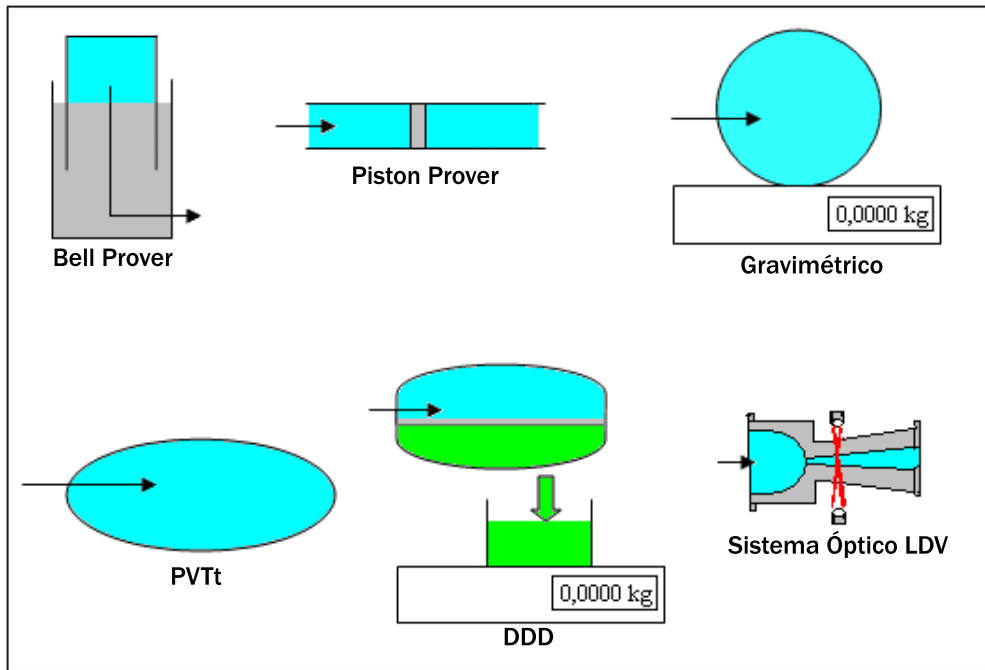 Bell Prover
Piston Prover
0,0000 kg
Gravimétrico
PVTt
0,0000 kg
DDD
Sistema Óptico LDV